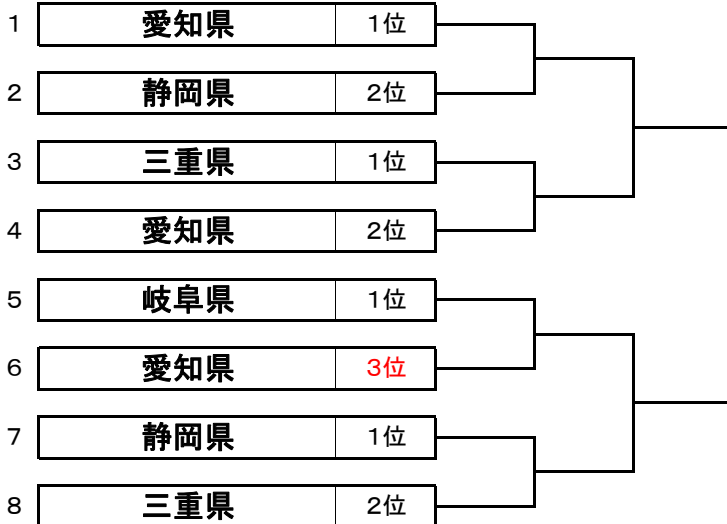 1 愛知県 1位
2 静岡県 2位
3 三重県 1位
4 愛知県 2位
5 岐阜県 1位
6 愛知県 3位
7 静岡県 1位
8 三重県 2位